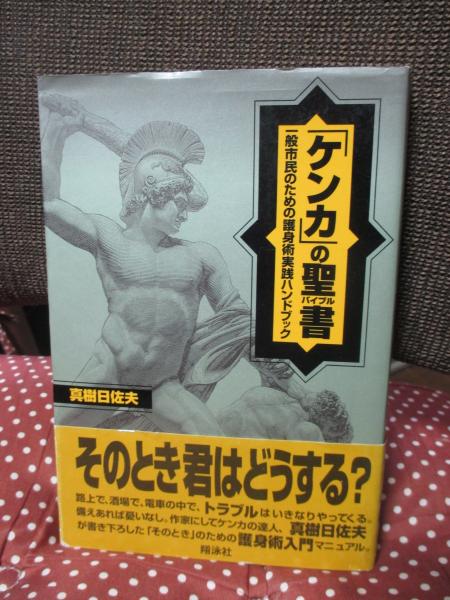 「ケンカ」の聖書
バイブル
一般市民のための護身術実践ハンドブック
真樹日佐夫
そのとき君はどうする?
路上で、酒場で、電車の中で、トラブルはいきなりやってくる。
備えあれば憂いなし。作家にしてケンカの達人、真樹日佐夫
が書き下ろした「そのとき」のための護身術入門マニュアル。
翔泳社